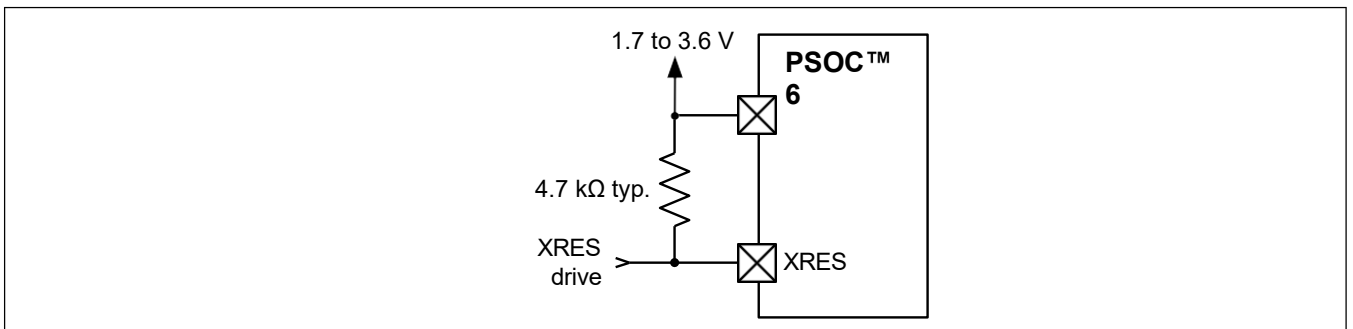 1.7 to 3.6 V
PSOC™
6
4.7 kΩ typ.
XRES
drive
XRES